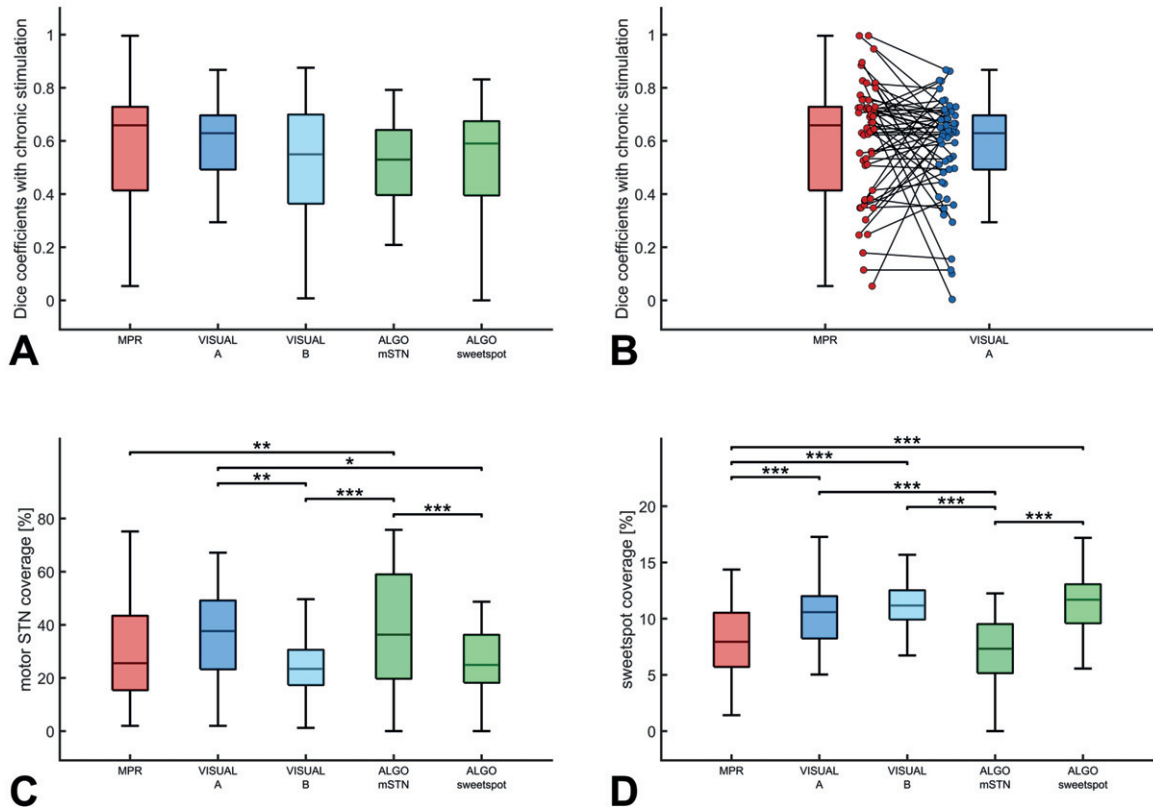 Dice coefficients with chronic stimulation
1
0.8
0.6
0.4
0.2
0
MPR
VISUAL
A
VISUAL
B
ALGO
mSTN
ALGO
sweetspot
A
Dice coefficients with chronic stimulation
1
0.8
0.6
0.4
0.2
0
MPR
VISUAL
A
B
motor STN coverage [%]
80
60
40
20
0
**
*
**
***
***
MPR
VISUAL
A
VISUAL
B
ALGO
mSTN
ALGO
sweetspot
C
sweetspot coverage [%]
20
15
10
5
0
***
***
***
***
***
***
MPR
VISUAL
A
VISUAL
B
ALGO
mSTN
ALGO
sweetspot
D